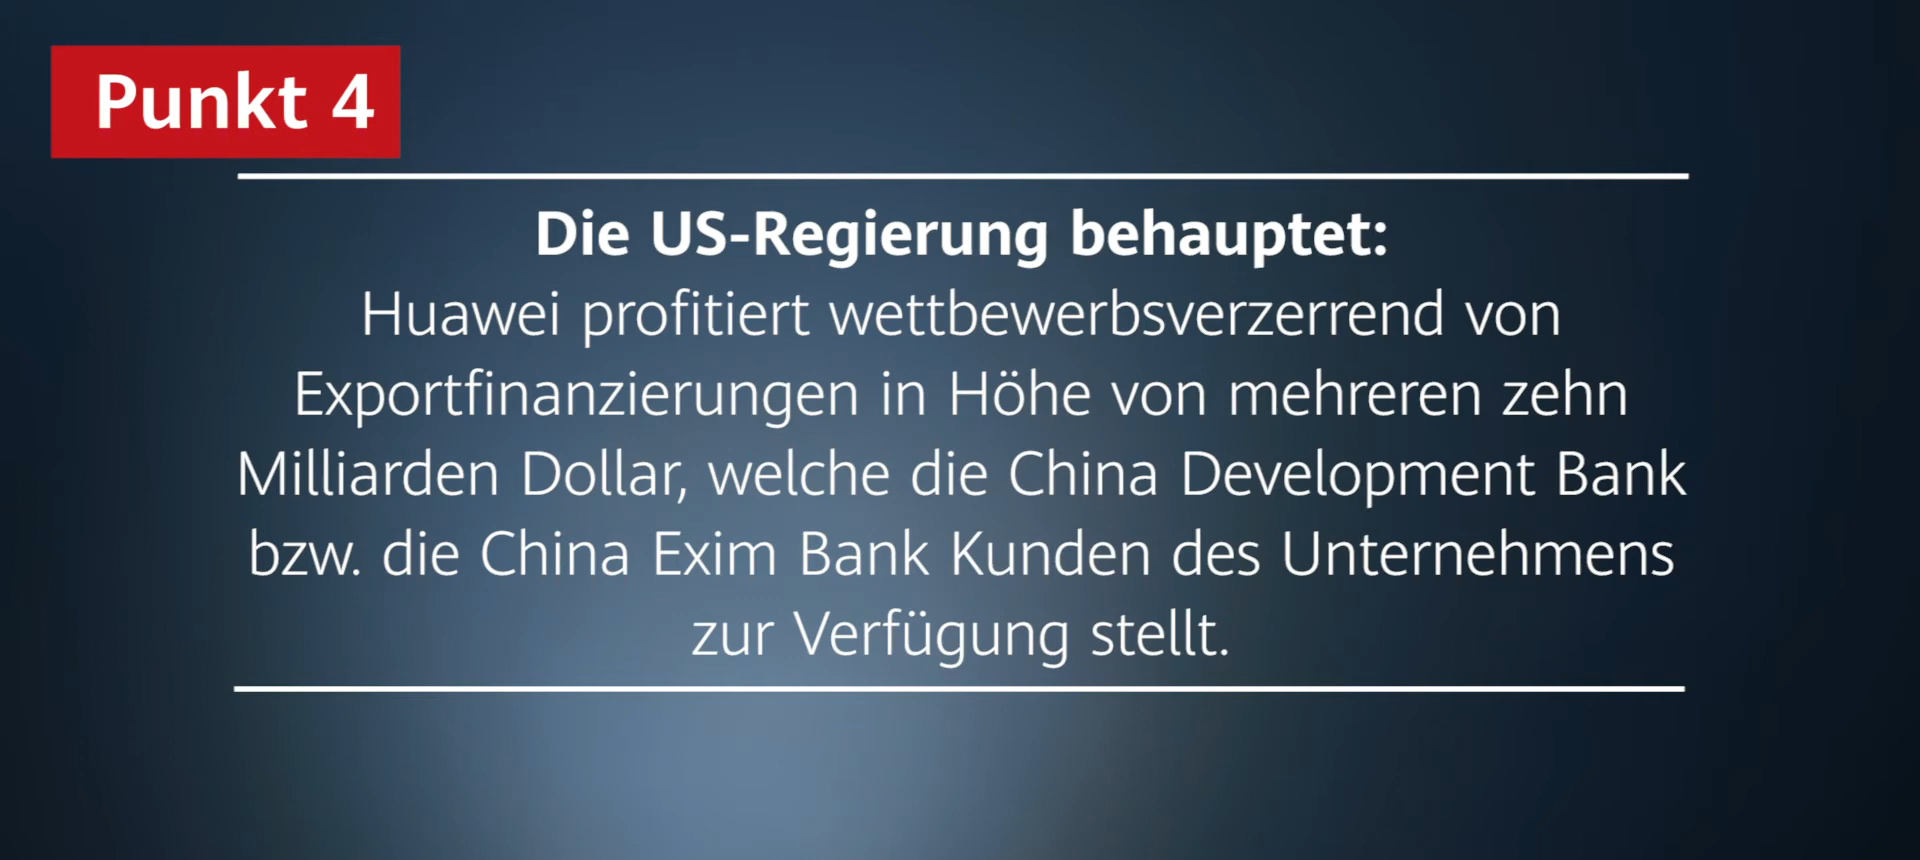 Punkt 4
Die US-Regierung behauptet:
Huawei profitiert wettbewerbsverzerrend von
Exportfinanzierungen in Höhe von mehreren zehn
Milliarden Dollar, welche die China Development Bank
bzw. die China Exim Bank Kunden des Unternehmens
zur Verfügung stellt.